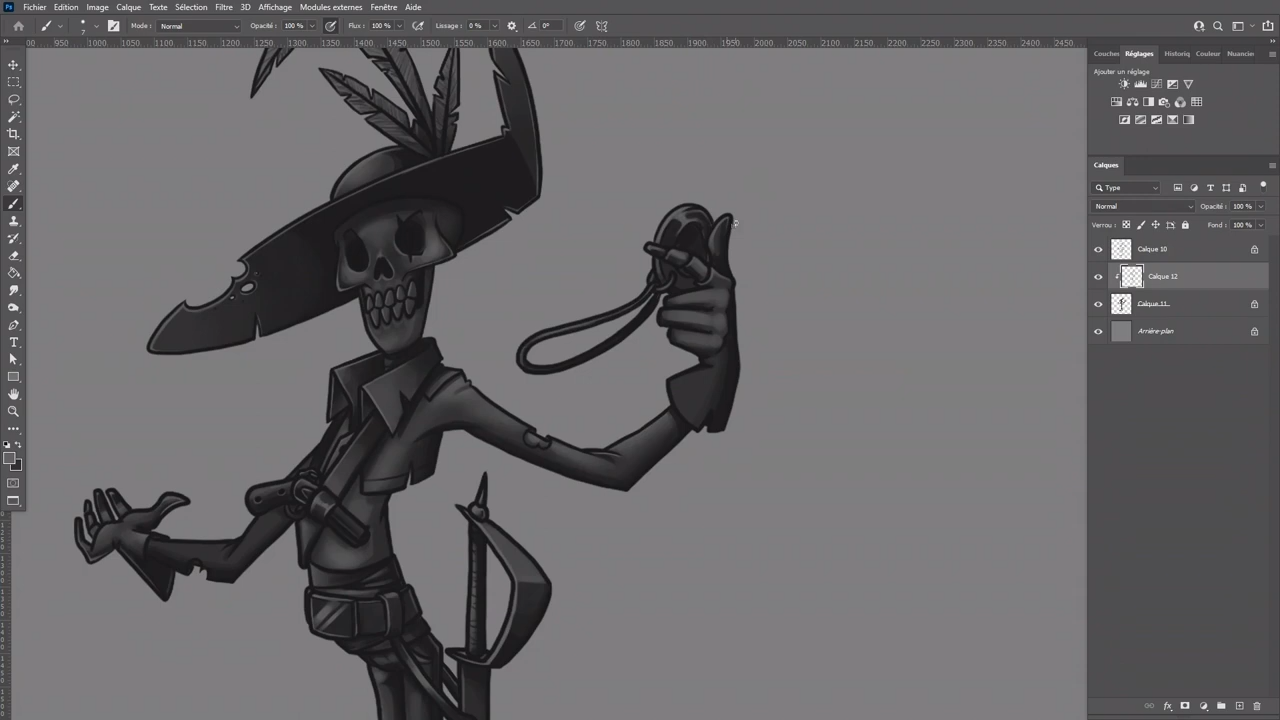 Ps Fichier Edition Image Calque Texte Sélection Filtre 3D Affichage Modules externes Fenêtre Aide
7 Mode : Normal Opacité : 100 % Flux : 100 % Lissage : 0 % 0°
00 950 1000 1050 1100 1150 1200 1250 1300 1350 1400 1450 1500 1550 1600 1650 1700 1750 1800 1850 1900 1950 2000 2050 2100 2150 2200 2250 2300 2350 2400 2450
Couches Réglages Historiq Couleur Nuancier
Ajouter un réglage
Calques
Type
Normal Opacité : 100 %
Verrou : Fond : 100 %
Calque 10
Calque 12
Calque 11
Arrière-plan